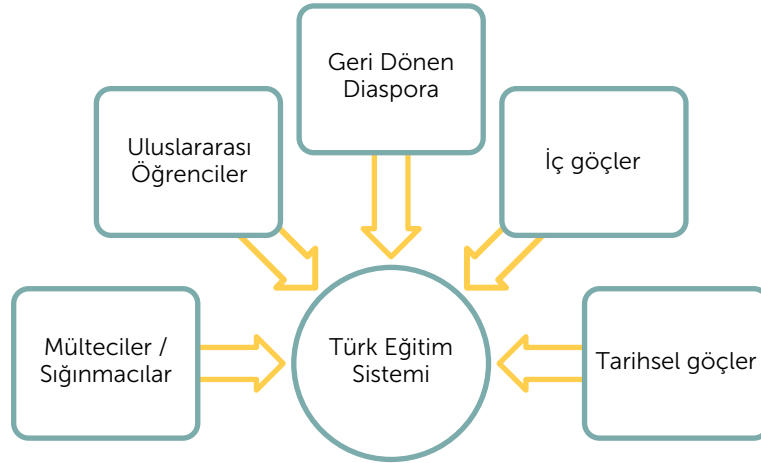 Geri Dönen
Diaspora
Uluslararası
Öğrenciler
İç göçler
Mülteciler /
Sığınmacılar
Türk Eğitim
Sistemi
Tarihsel göçler